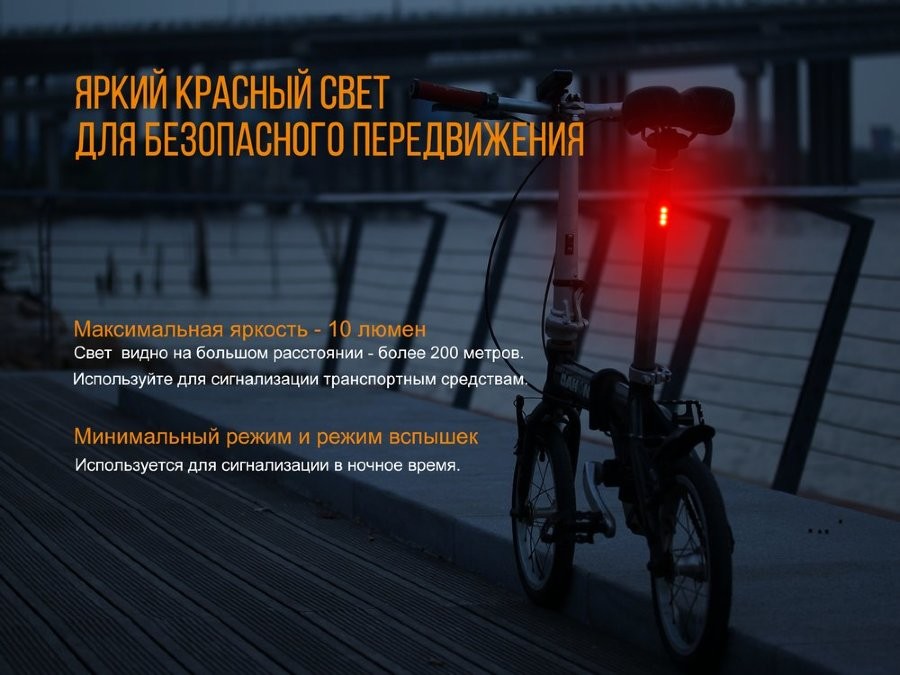 ЯРКИЙ КРАСНЫЙ СВЕТ
ДЛЯ БЕЗОПАСНОГО ПЕРЕДВИЖЕНИЯ
Максимальная яркость - 10 люмен
Свет видно на большом расстоянии - более 200 метров.
Используйте для сигнализации транспортным средствам.
Минимальный режим и режим вспышек
Используется для сигнализации в ночное время.